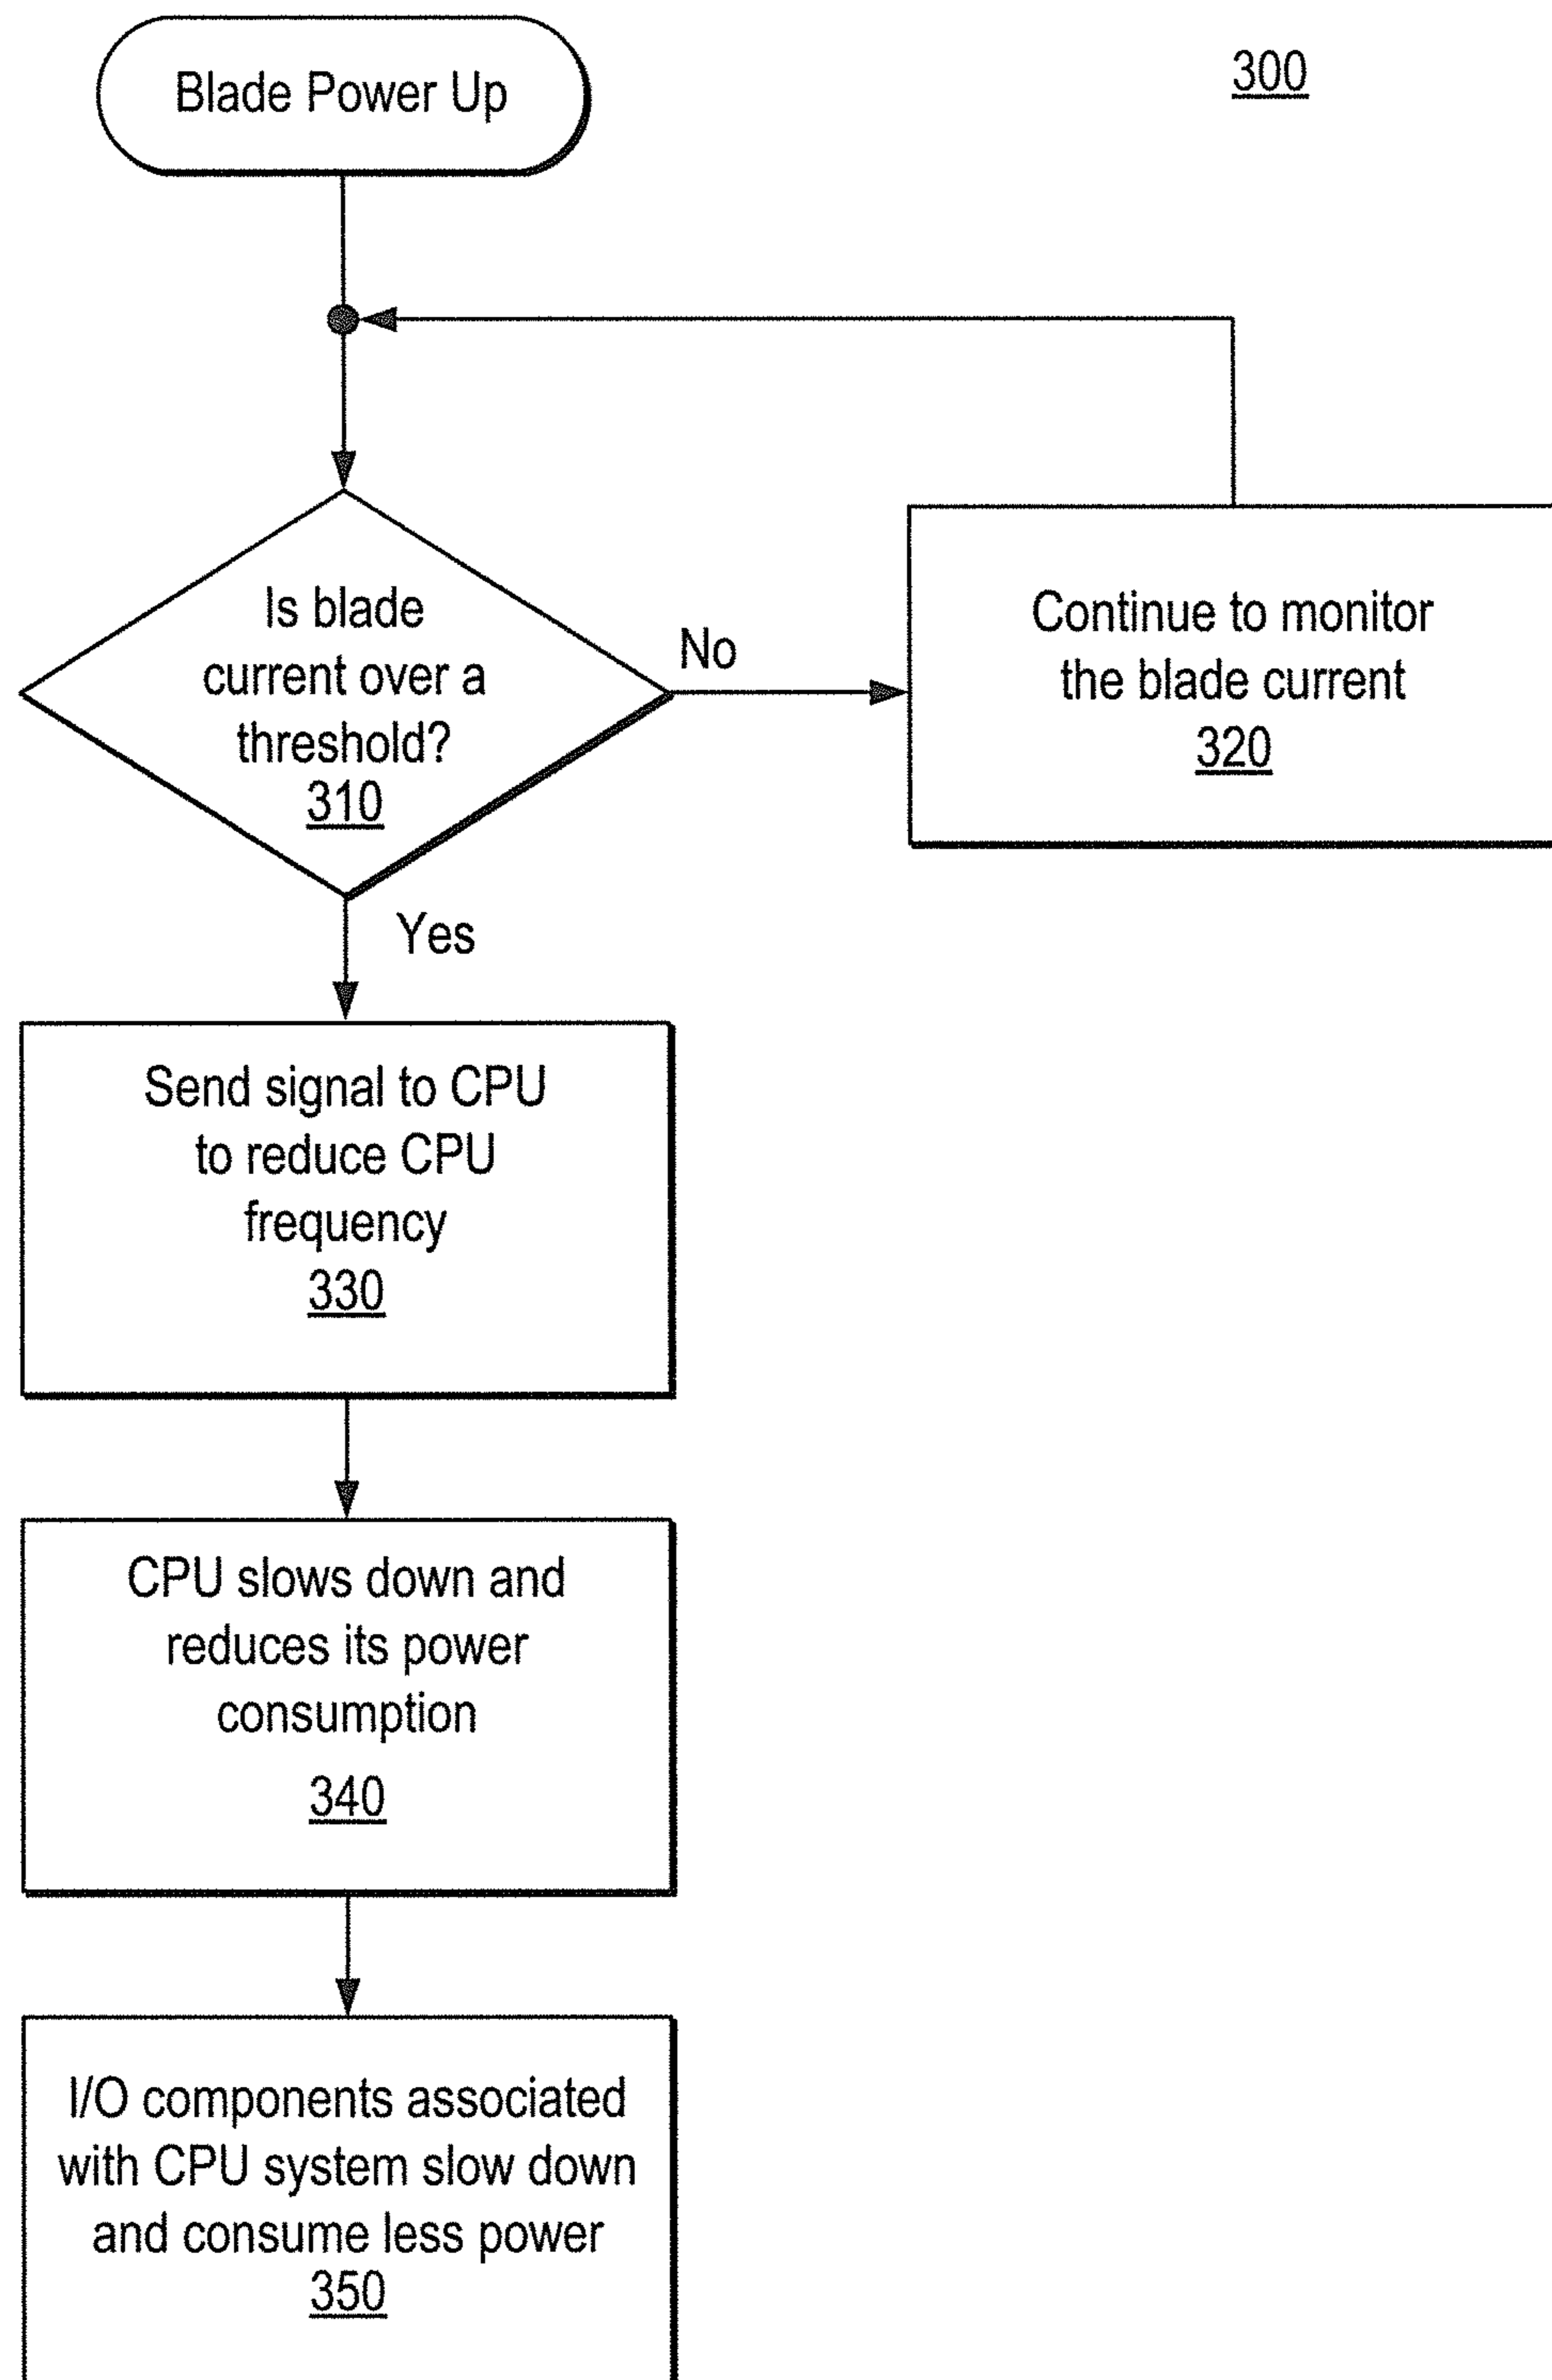 Blade Power Up
300
Is blade
current over a
threshold?
310
No
Continue to monitor
the blade current
320
Yes
Send signal to CPU
to reduce CPU
frequency
330
CPU slows down and
reduces its power
consumption
340
I/O components associated
with CPU system slow down
and consume less power
350